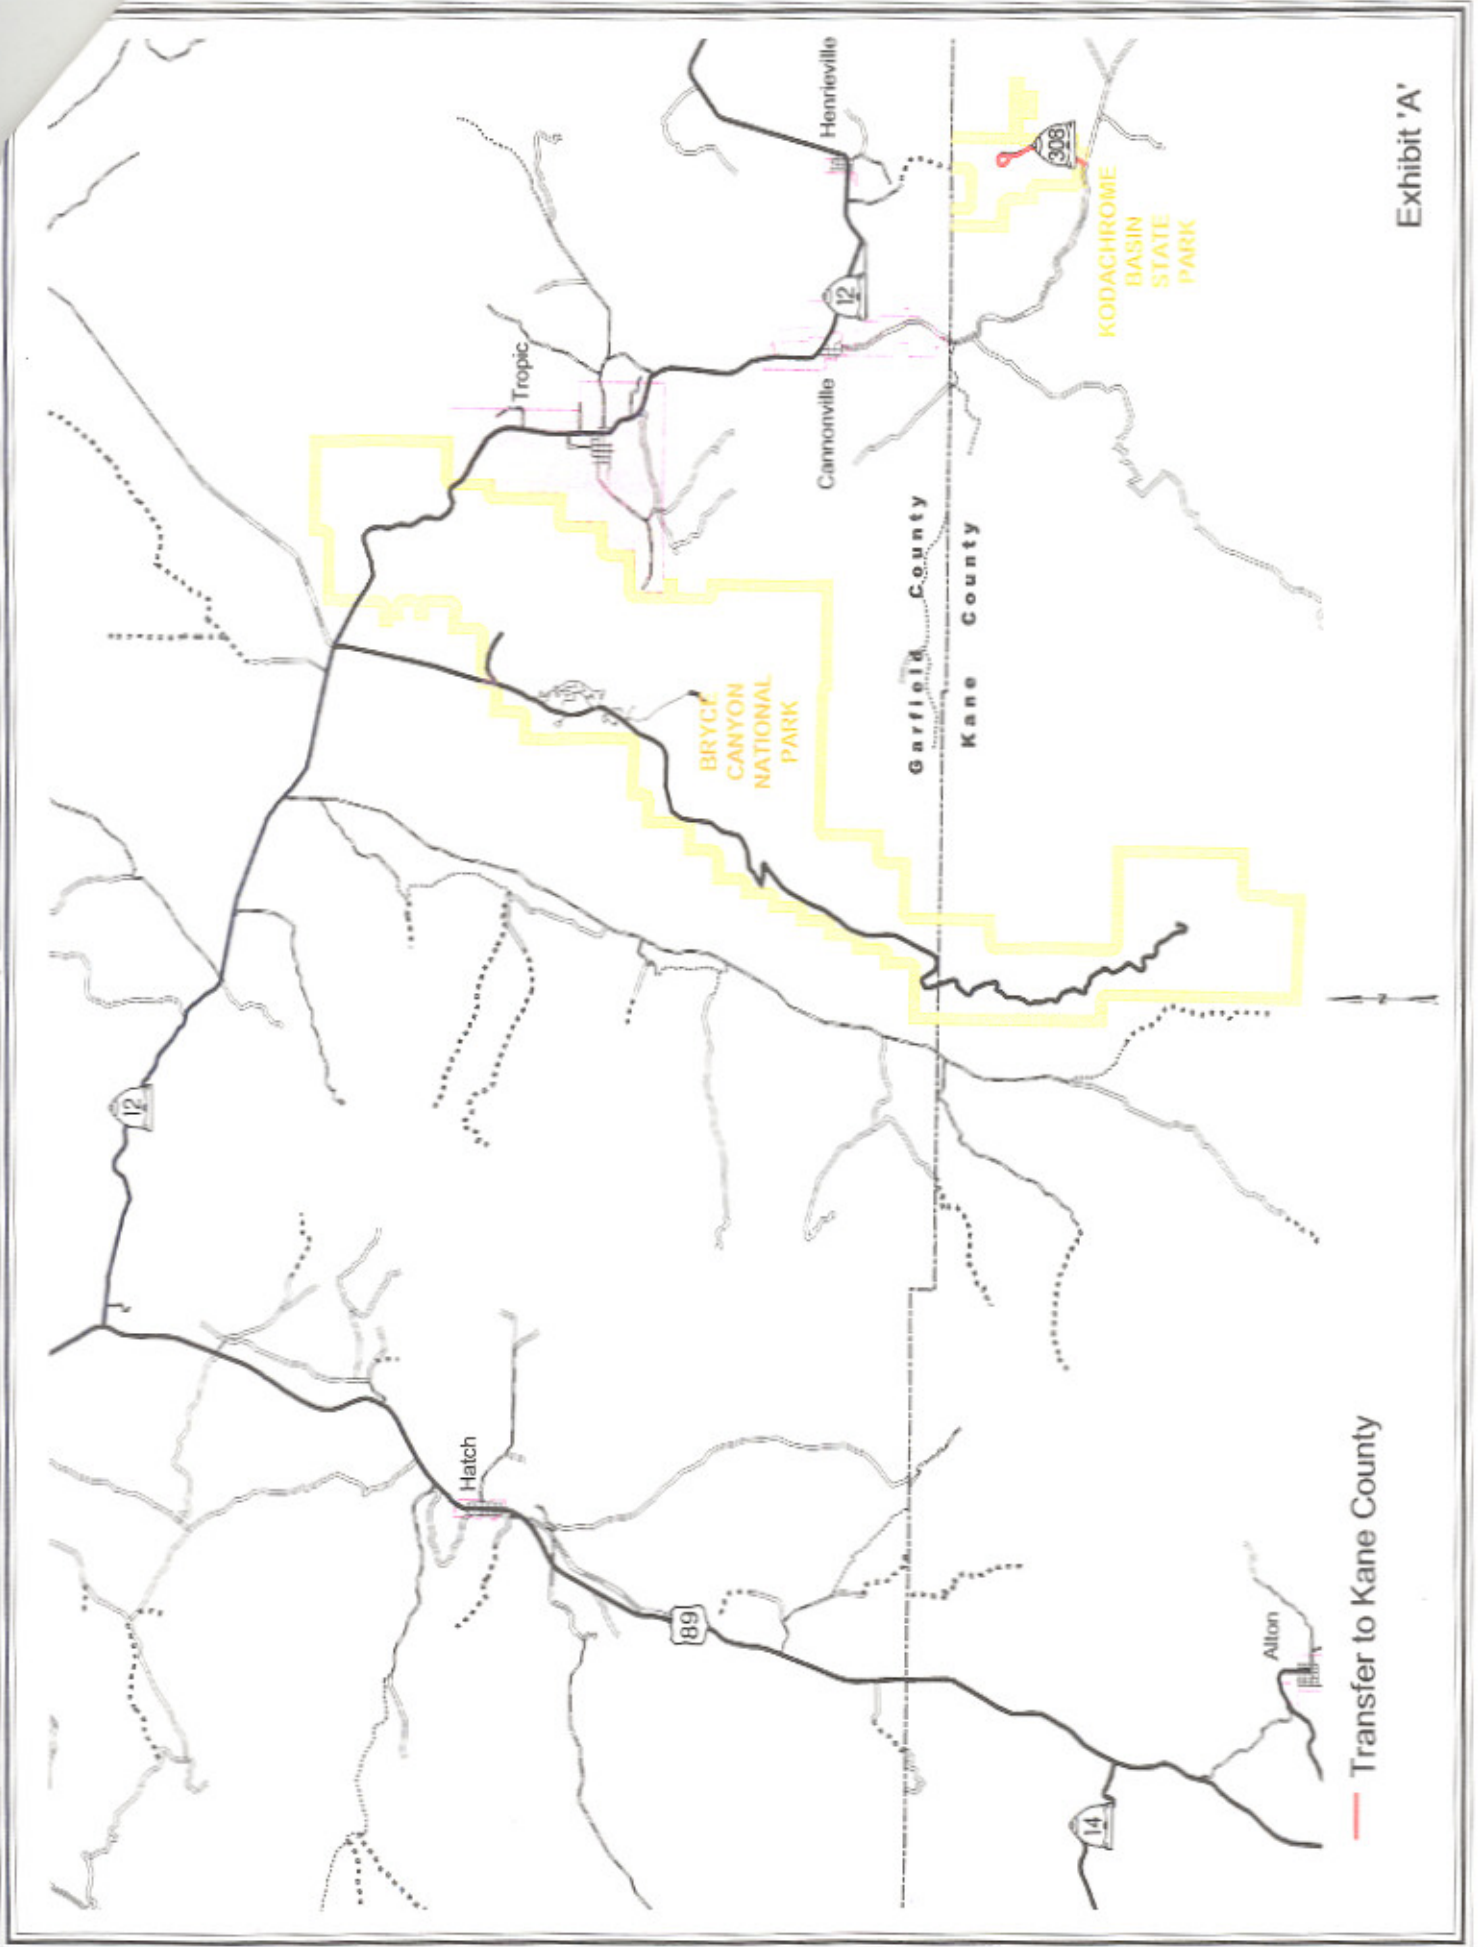 Exhibit 'A'
Henrieville
308
KODACHROME
BASIN
STATE
PARK
12
Tropic
Cannonville
Garfield County
Kane County
BRYCE
CANYON
NATIONAL
PARK
N
12
Hatch
89
Alton
14
Transfer to Kane County